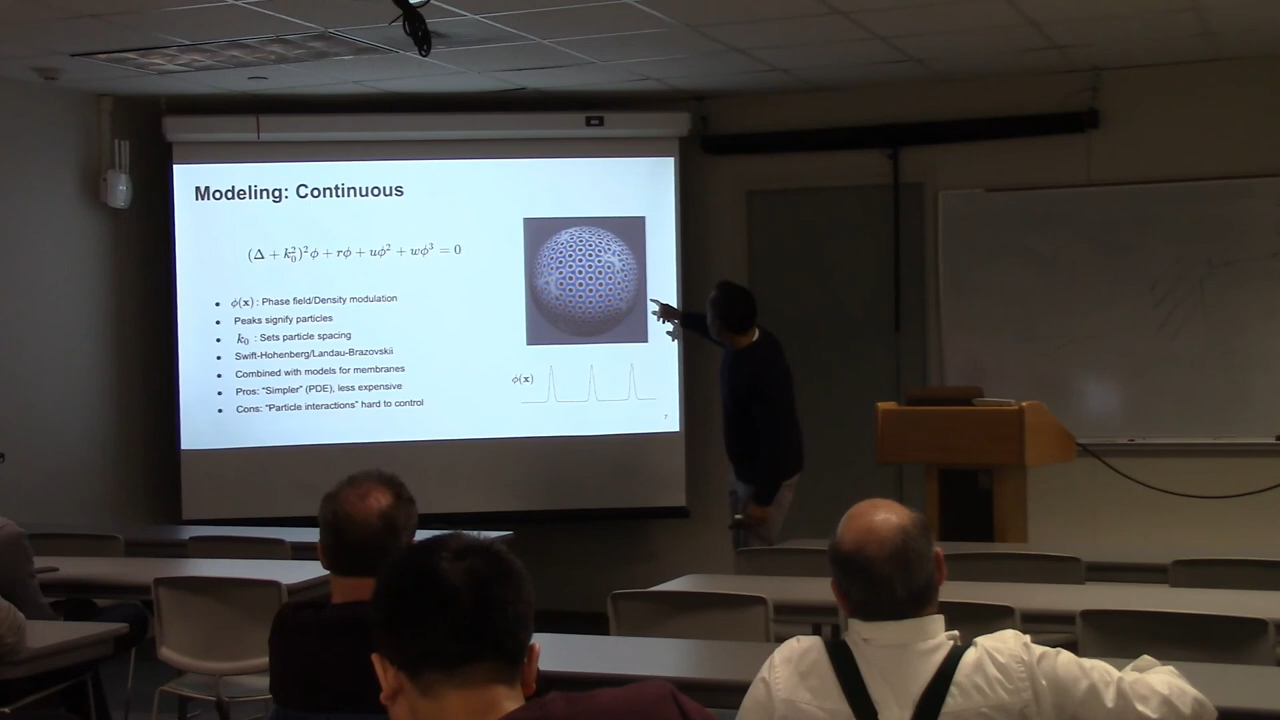 Modeling: Continuous
(Δ + k₀²)²ϕ + rϕ + uϕ² + wϕ³ = 0
ϕ(x) : Phase field/Density modulation
Peaks signify particles
k₀ : Sets particle spacing
Swift-Hohenberg/Landau-Brazovskii
Combined with models for membranes
Pros: “Simpler” (PDE), less expensive
Cons: “Particle interactions” hard to control
ϕ(x)
7